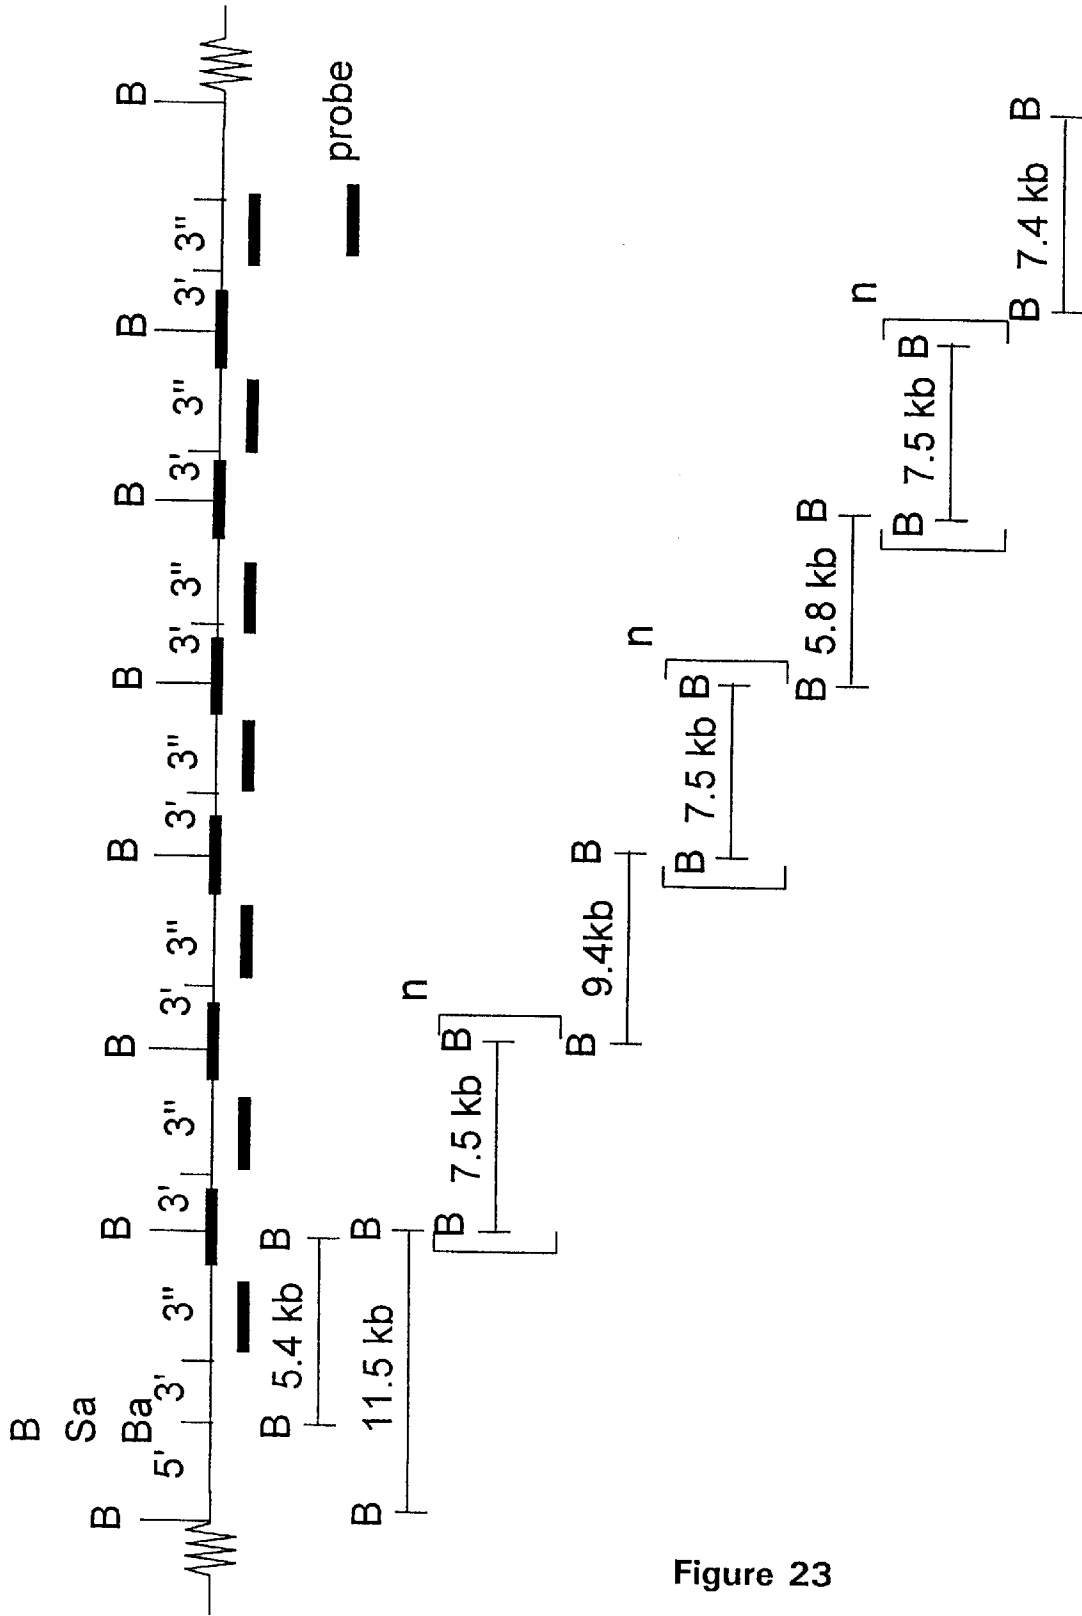 B
Sa
B Ba B B B B B B B
5' 3' 3" 3' 3" 3' 3" 3' 3" 3' 3" 3' 3" 3' 3"
probe
B 5.4 kb B
B 11.5 kb B
B 7.5 kb B n
B 9.4kb B
B 7.5 kb B n
B 5.8 kb B
B 7.5 kb B n
B 7.4 kb B
Figure 23